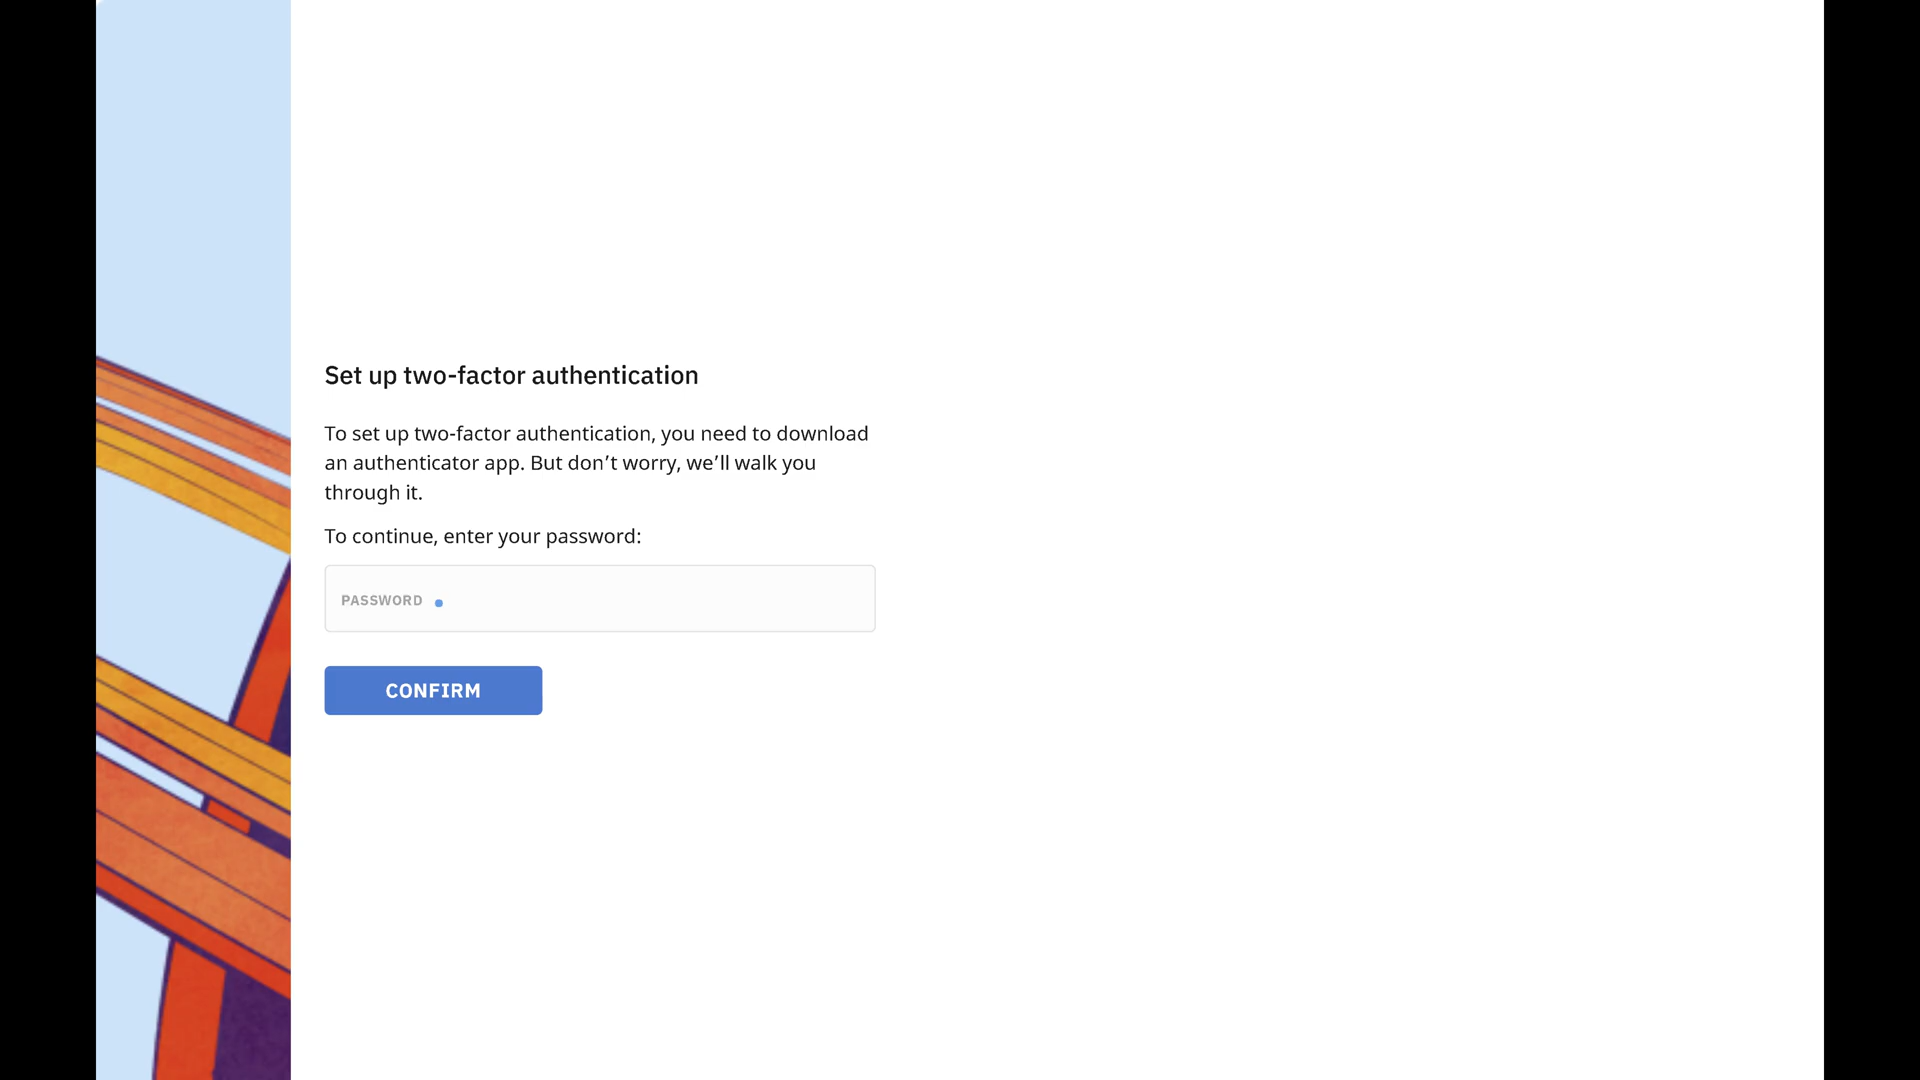 Set up two-factor authentication
To set up two-factor authentication, you need to download
an authenticator app. But don’t worry, we’ll walk you
through it.
To continue, enter your password:
PASSWORD
CONFIRM